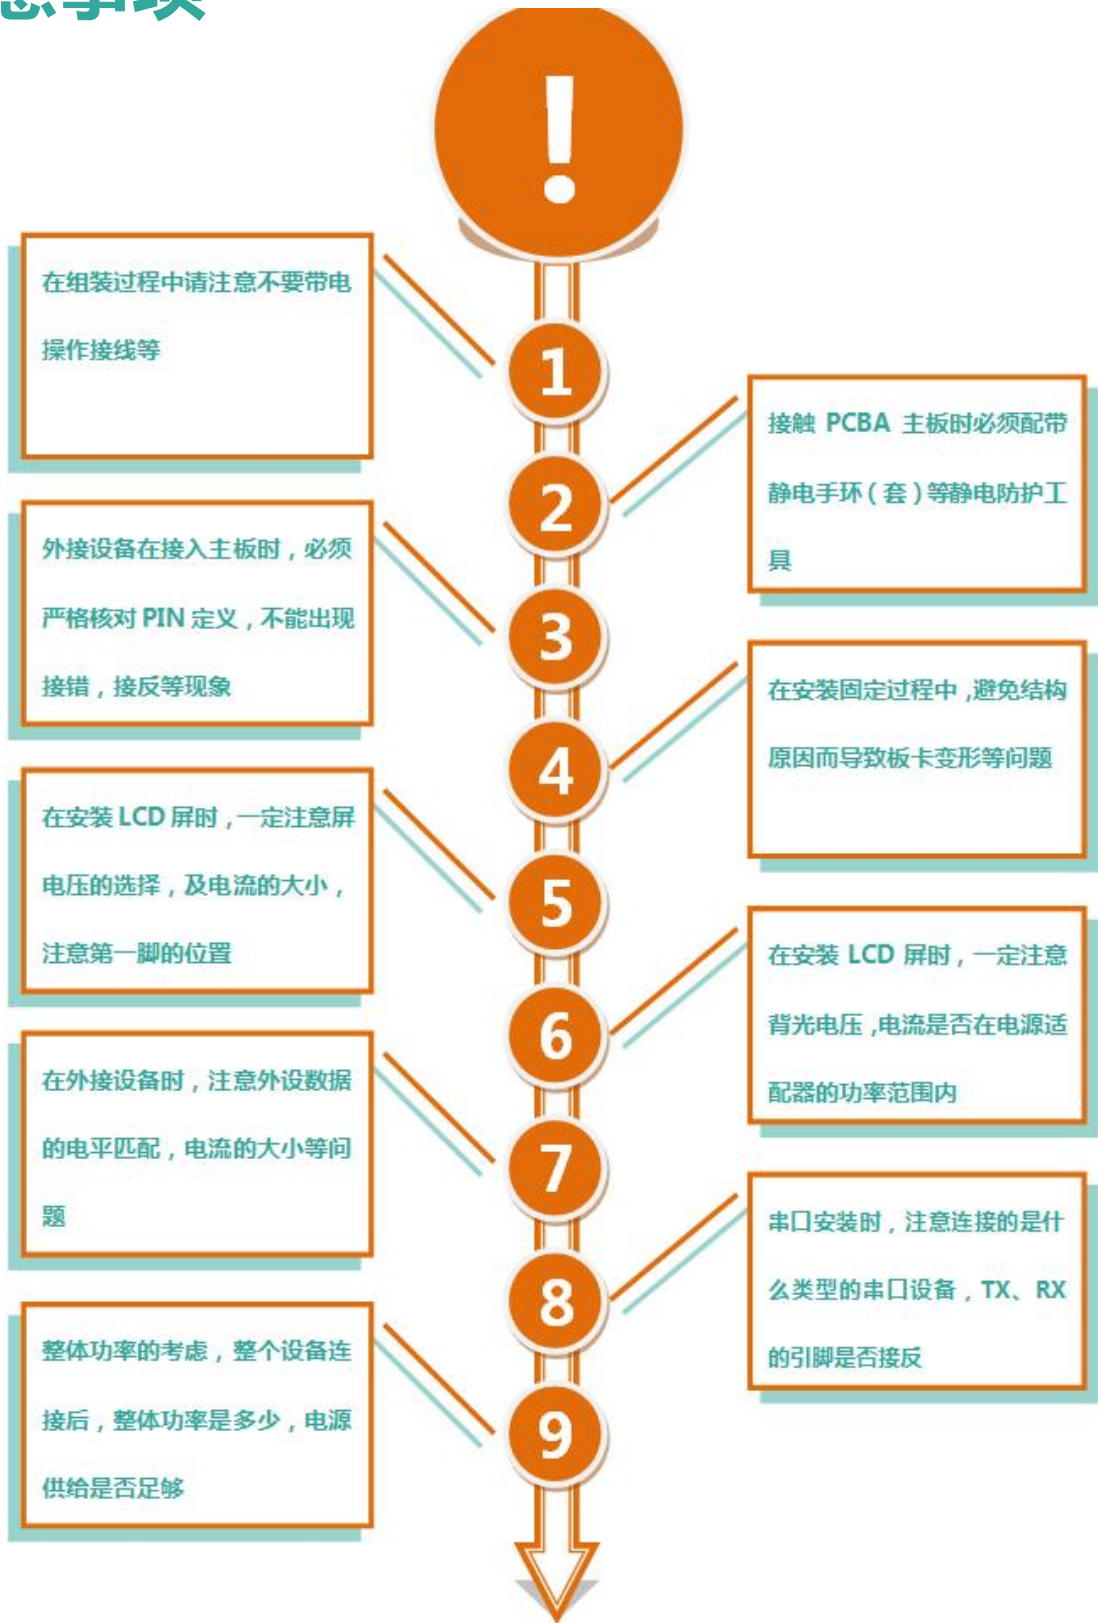 意事项
!
在组装过程中请注意不要带电
操作接线等
1
接触 PCBA 主板时必须配带
静电手环（套）等静电防护工
具
2
外接设备在接入主板时，必须
严格核对 PIN 定义，不能出现
接错，接反等现象
3
在安装固定过程中，避免结构
原因而导致板卡变形等问题
4
在安装 LCD 屏时，一定注意屏
电压的选择，及电流的大小，
注意第一脚的位置
5
在安装 LCD 屏时，一定注意
背光电压，电流是否在电源适
配器的功率范围内
6
在外接设备时，注意外设数据
的电平匹配，电流的大小等问
题
7
串口安装时，注意连接的是什
么类型的串口设备，TX、RX
的引脚是否接反
8
整体功率的考虑，整个设备连
接后，整体功率是多少，电源
供给是否足够
9